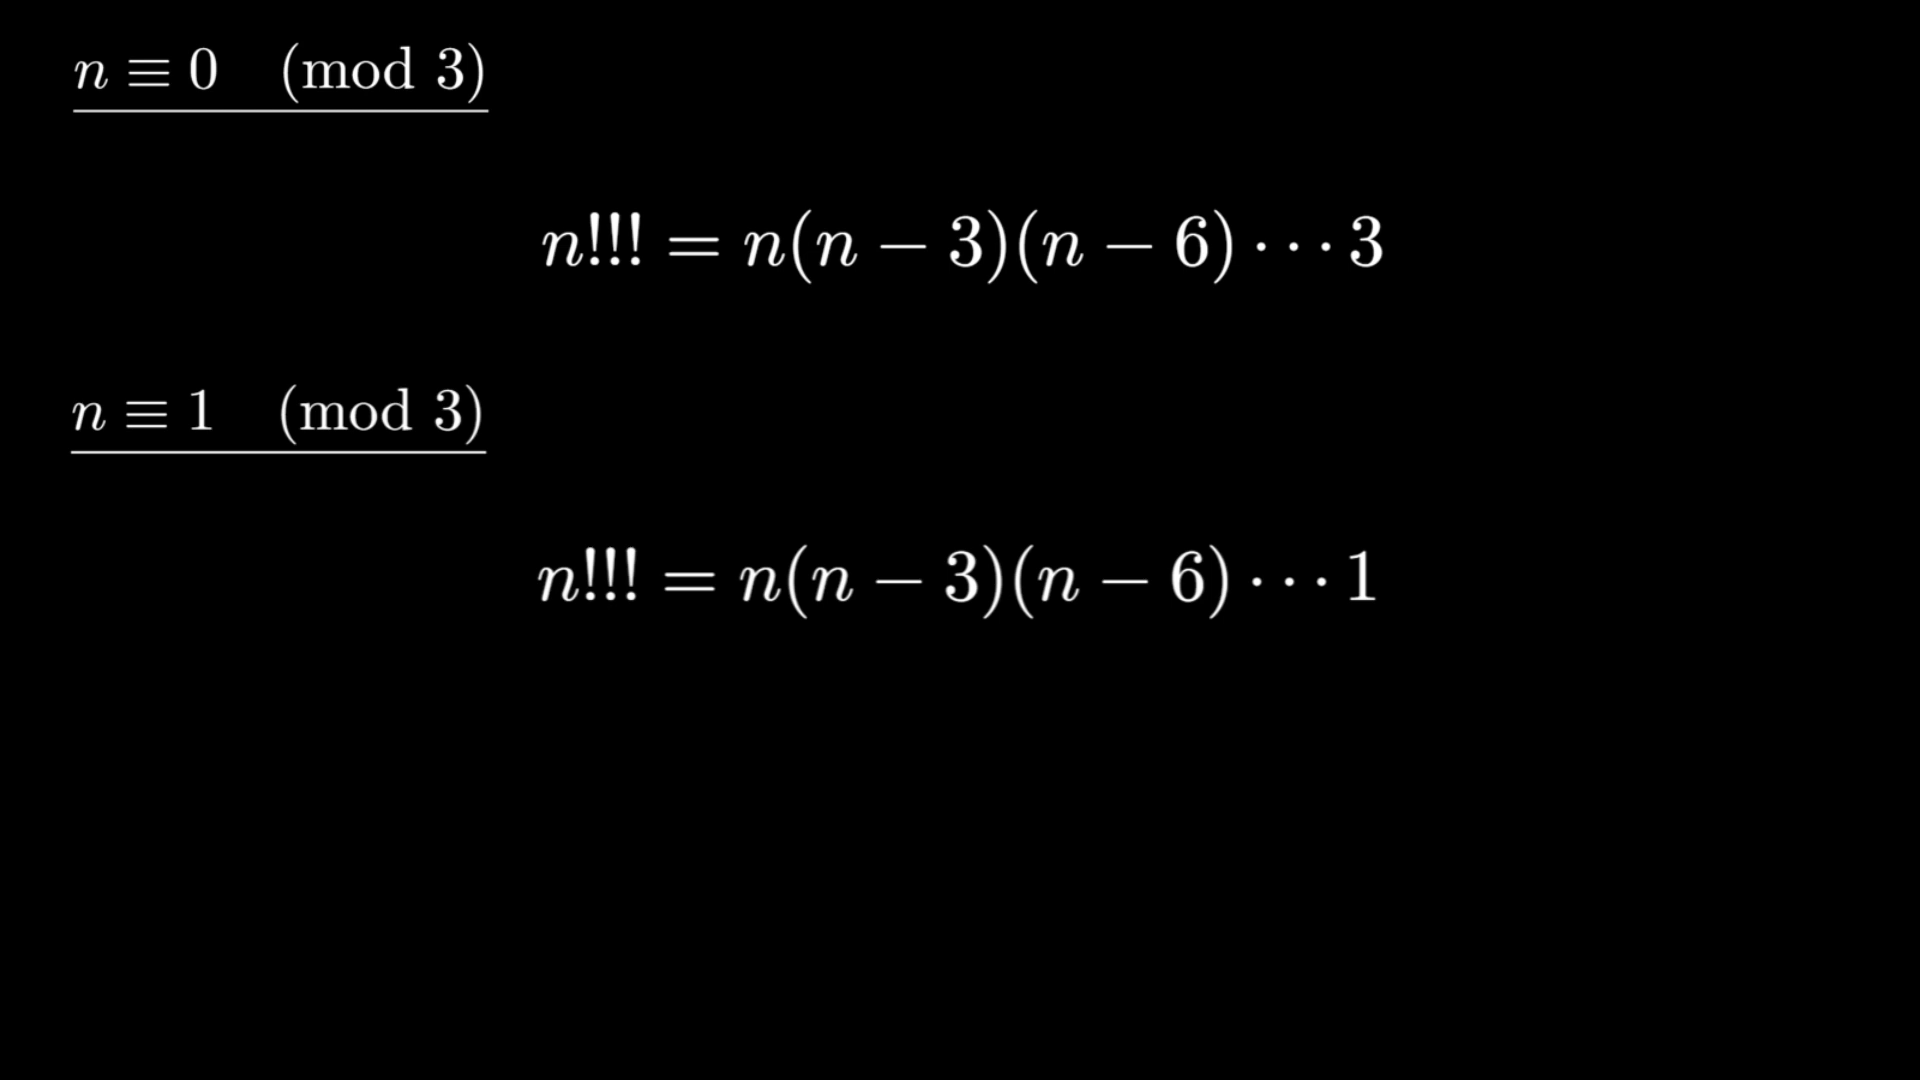 n ≡ 0 (mod 3)
n!!! = n(n − 3)(n − 6) ⋯ 3
n ≡ 1 (mod 3)
n!!! = n(n − 3)(n − 6) ⋯ 1